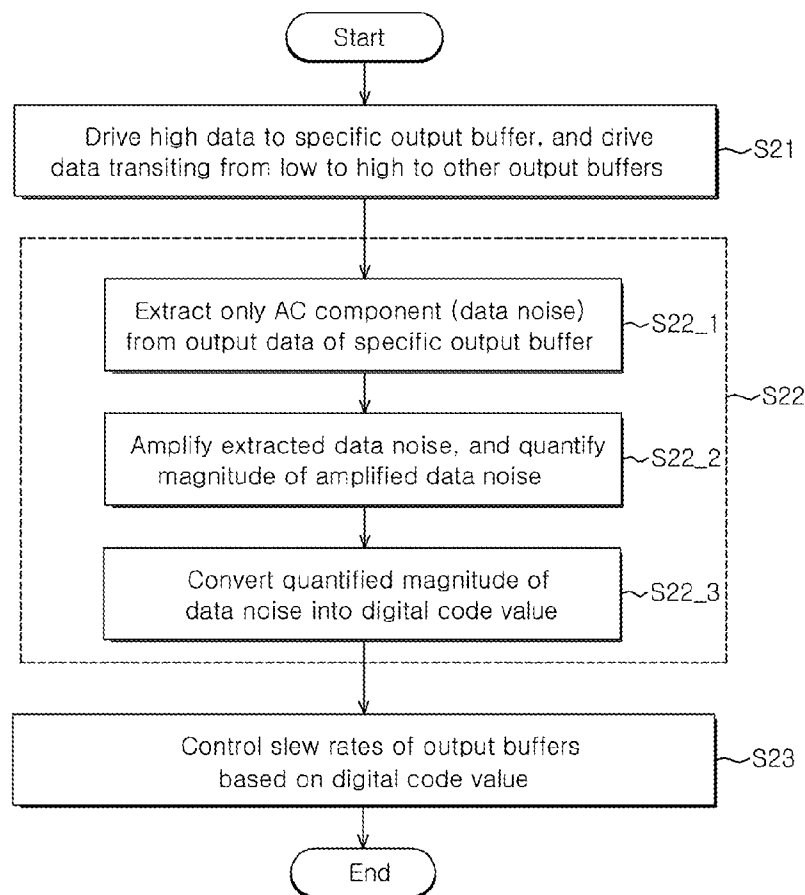 Start
Drive high data to specific output buffer, and drive
data transiting from low to high to other output buffers
S21
Extract only AC component (data noise)
from output data of specific output buffer
S22_1
S22
Amplify extracted data noise, and quantify
magnitude of amplified data noise
S22_2
Convert quantified magnitude of
data noise into digital code value
S22_3
Control slew rates of output buffers
based on digital code value
S23
End